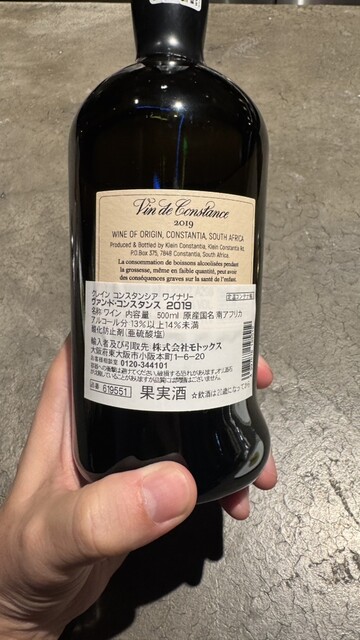 Vin de Constance
2019
WINE OF ORIGIN, CONSTANTIA, SOUTH AFRICA
Produced & Bottled by Klein Constantia, Klein Constantia Rd,
P.O.Box 375, 7848 Constantia, South Africa.
La consommation de boissons alcoolisées pendant
la grossesse, même en faible quantité, peut avoir
des conséquences graves sur la santé de l'enfant.
クレイン コンスタンシア ワイナリー
ヴァン・ド・コンスタンス 2019
名称 ワイン 内容量 500ml 原産国名 南アフリカ
アルコール分 13％以上14％未満
酸化防止剤(亜硫酸塩)
輸入者及び引取先 株式会社モトックス
大阪府東大阪市小阪本町1-6-20
お客様相談室 0120-344101
619551
果実酒
☆飲酒は20歳になってから